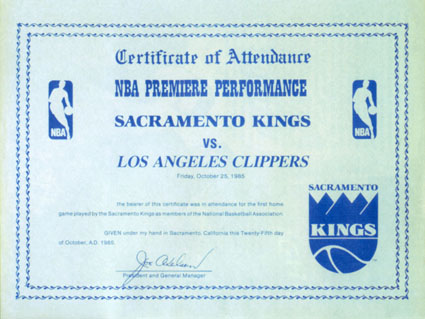 Certificate of Attendance
NBA PREMIERE PERFORMANCE
NBA
NBA
SACRAMENTO KINGS
VS.
LOS ANGELES CLIPPERS
Friday, October 25, 1985
the bearer of this certificate was in attendance for the first home
game played by the Sacramento Kings as members of the National Basketball Association.
GIVEN under my hand in Sacramento, California this Twenty-Fifth day
of October, A.D. 1985.
President and General Manager
SACRAMENTO
KINGS